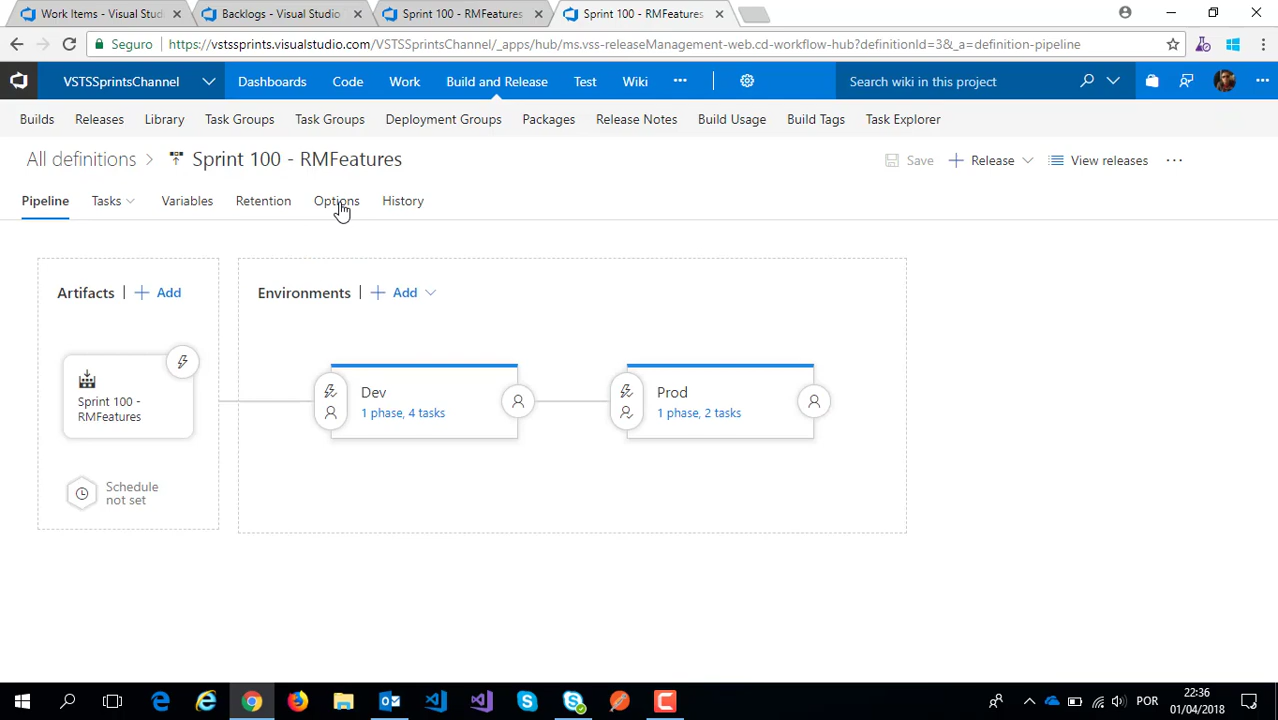 Work Items - Visual Stud
Backlogs - Visual Studio
Sprint 100 - RMFeatures
Sprint 100 - RMFeatures
Seguro
https://vstssprints.visualstudio.com/VSTSSprintsChannel/_apps/hub/ms.vss-releaseManagement-web.cd-workflow-hub?definitionId=3&_a=definition-pipeline
VSTSSprintsChannel
Dashboards
Code
Work
Build and Release
Test
Wiki
Search wiki in this project
Builds
Releases
Library
Task Groups
Task Groups
Deployment Groups
Packages
Release Notes
Build Usage
Build Tags
Task Explorer
All definitions
Sprint 100 - RMFeatures
Save
Release
View releases
Pipeline
Tasks
Variables
Retention
Options
History
Artifacts
Add
Environments
Add
Sprint 100 -
RMFeatures
Dev
1 phase, 4 tasks
Prod
1 phase, 2 tasks
Schedule
not set
POR
22:36
01/04/2018